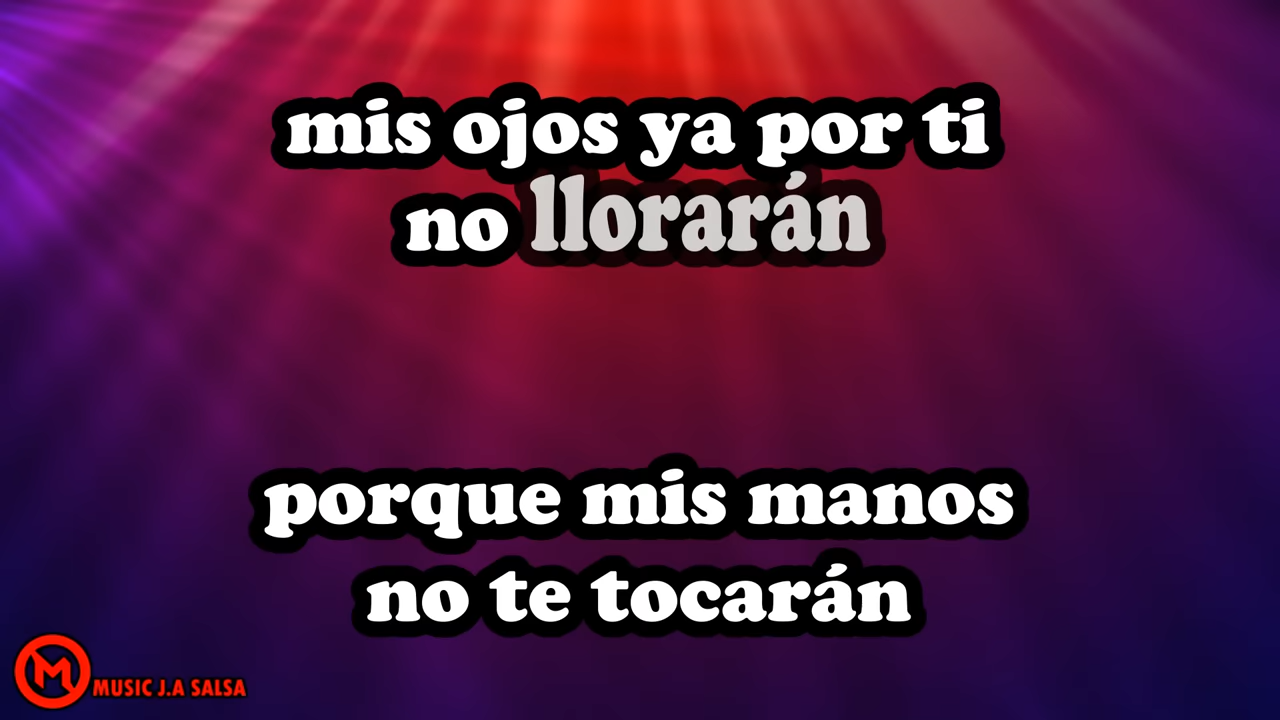 mis ojos ya por ti
no llorarán
porque mis manos
no te tocarán
M MUSIC J.A SALSA